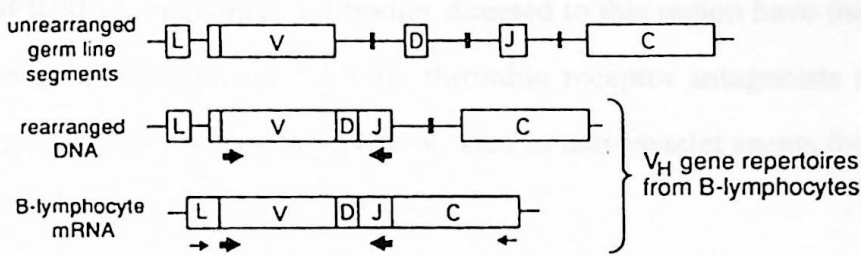 unrearranged
germ line
segments
L V D J C
rearranged
DNA
L V D J C
B-lymphocyte
mRNA
L V D J C
V_H gene repertoires
from B-lymphocytes